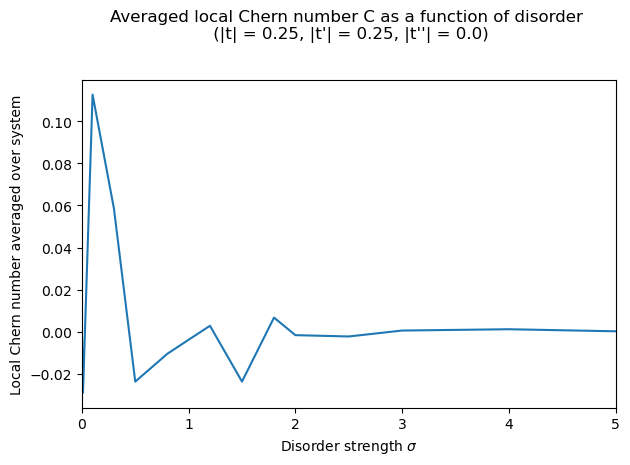 Averaged local Chern number C as a function of disorder
(|t| = 0.25, |t'| = 0.25, |t''| = 0.0)
Local Chern number averaged over system
0.10
0.08
0.06
0.04
0.02
0.00
−0.02
0 1 2 3 4 5
Disorder strength σ